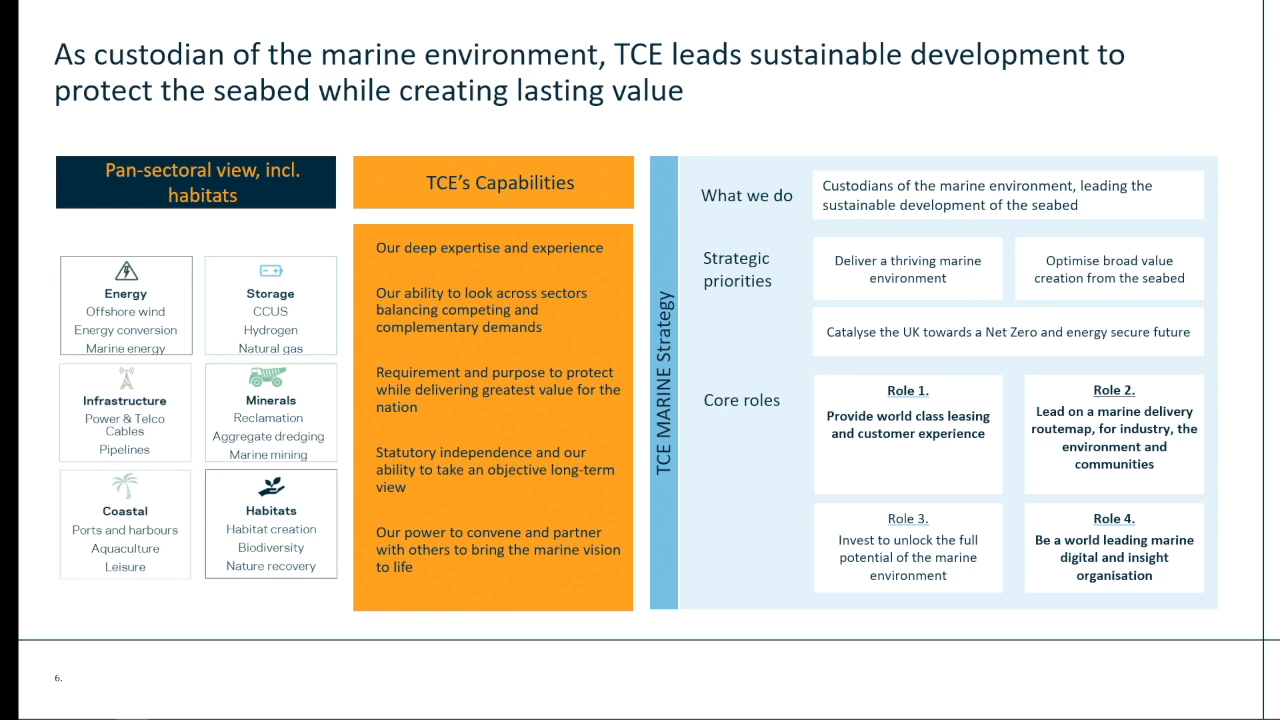 As custodian of the marine environment, TCE leads sustainable development to
protect the seabed while creating lasting value
Pan-sectoral view, incl.
habitats
Energy
Offshore wind
Energy conversion
Marine energy
Storage
CCUS
Hydrogen
Natural gas
Infrastructure
Power & Telco
Cables
Pipelines
Minerals
Reclamation
Aggregate dredging
Marine mining
Coastal
Ports and harbours
Aquaculture
Leisure
Habitats
Habitat creation
Biodiversity
Nature recovery
TCE's Capabilities
Our deep expertise and experience
Our ability to look across sectors
balancing competing and
complementary demands
Requirement and purpose to protect
while delivering greatest value for the
nation
Statutory independence and our
ability to take an objective long-term
view
Our power to convene and partner
with others to bring the marine vision
to life
TCE MARINE Strategy
What we do
Custodians of the marine environment, leading the
sustainable development of the seabed
Strategic
priorities
Deliver a thriving marine
environment
Optimise broad value
creation from the seabed
Catalyse the UK towards a Net Zero and energy secure future
Core roles
Role 1.
Provide world class leasing
and customer experience
Role 2.
Lead on a marine delivery
routemap, for industry, the
environment and
communities
Role 3.
Invest to unlock the full
potential of the marine
environment
Role 4.
Be a world leading marine
digital and insight
organisation
6.